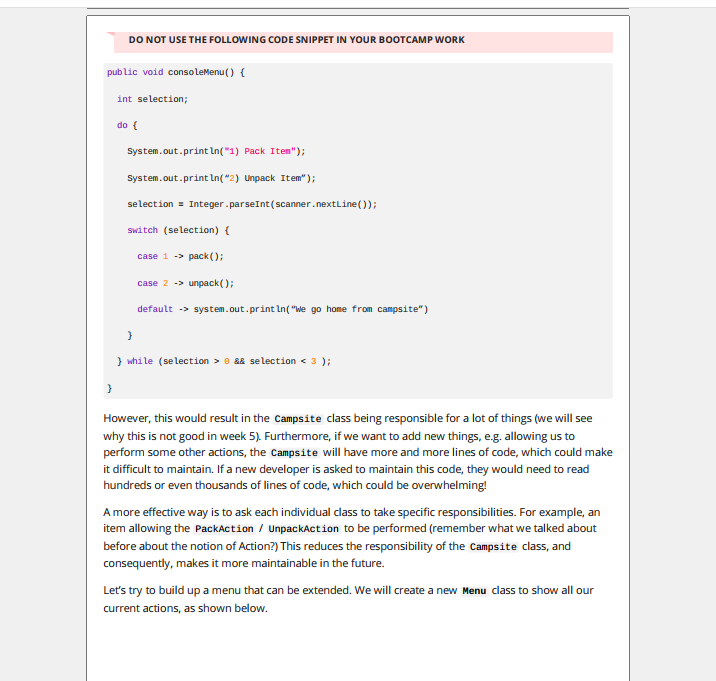 DO NOT USE THE FOLLOWING CODE SNIPPET IN YOUR BOOTCAMP WORK
public void consoleMenu() {
int selection;
do {
System.out.println("1) Pack Item");
System.out.println(“2) Unpack Item”);
selection = Integer.parseInt(scanner.nextLine());
switch (selection) {
case 1 -> pack();
case 2 -> unpack();
default -> system.out.println(“We go home from campsite”)
}
} while (selection > 0 && selection < 3 );
}
However, this would result in the Campsite class being responsible for a lot of things (we will see
why this is not good in week 5). Furthermore, if we want to add new things, e.g. allowing us to
perform some other actions, the Campsite will have more and more lines of code, which could make
it difficult to maintain. If a new developer is asked to maintain this code, they would need to read
hundreds or even thousands of lines of code, which could be overwhelming!
A more effective way is to ask each individual class to take specific responsibilities. For example, an
item allowing the PackAction / UnpackAction to be performed (remember what we talked about
before about the notion of Action?) This reduces the responsibility of the Campsite class, and
consequently, makes it more maintainable in the future.
Let’s try to build up a menu that can be extended. We will create a new Menu class to show all our
current actions, as shown below.